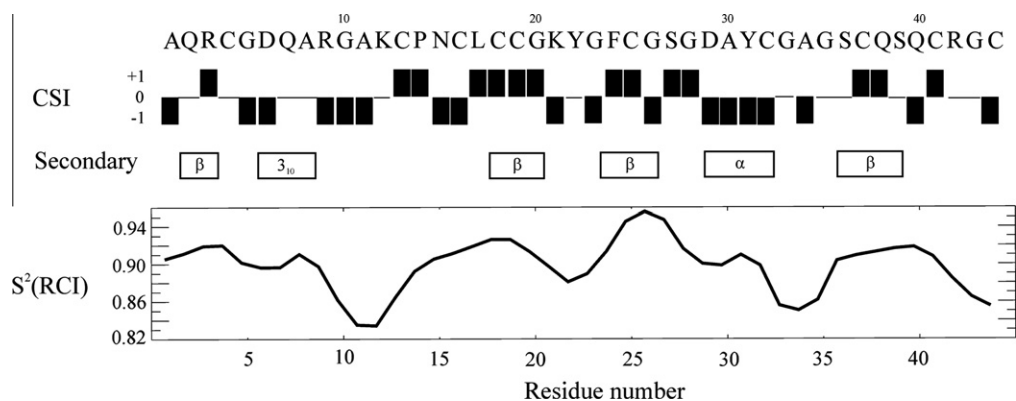 10 20 30 40
AQRCGDQARGAKCPNCLCCGKYGFCGSGDAYCGAGSCQSQCRGC
+1
CSI 0
-1
Secondary β 3₁₀ β β α β
0.94
0.90
S²(RCI)
0.86
0.82
5 10 15 20 25 30 35 40
Residue number